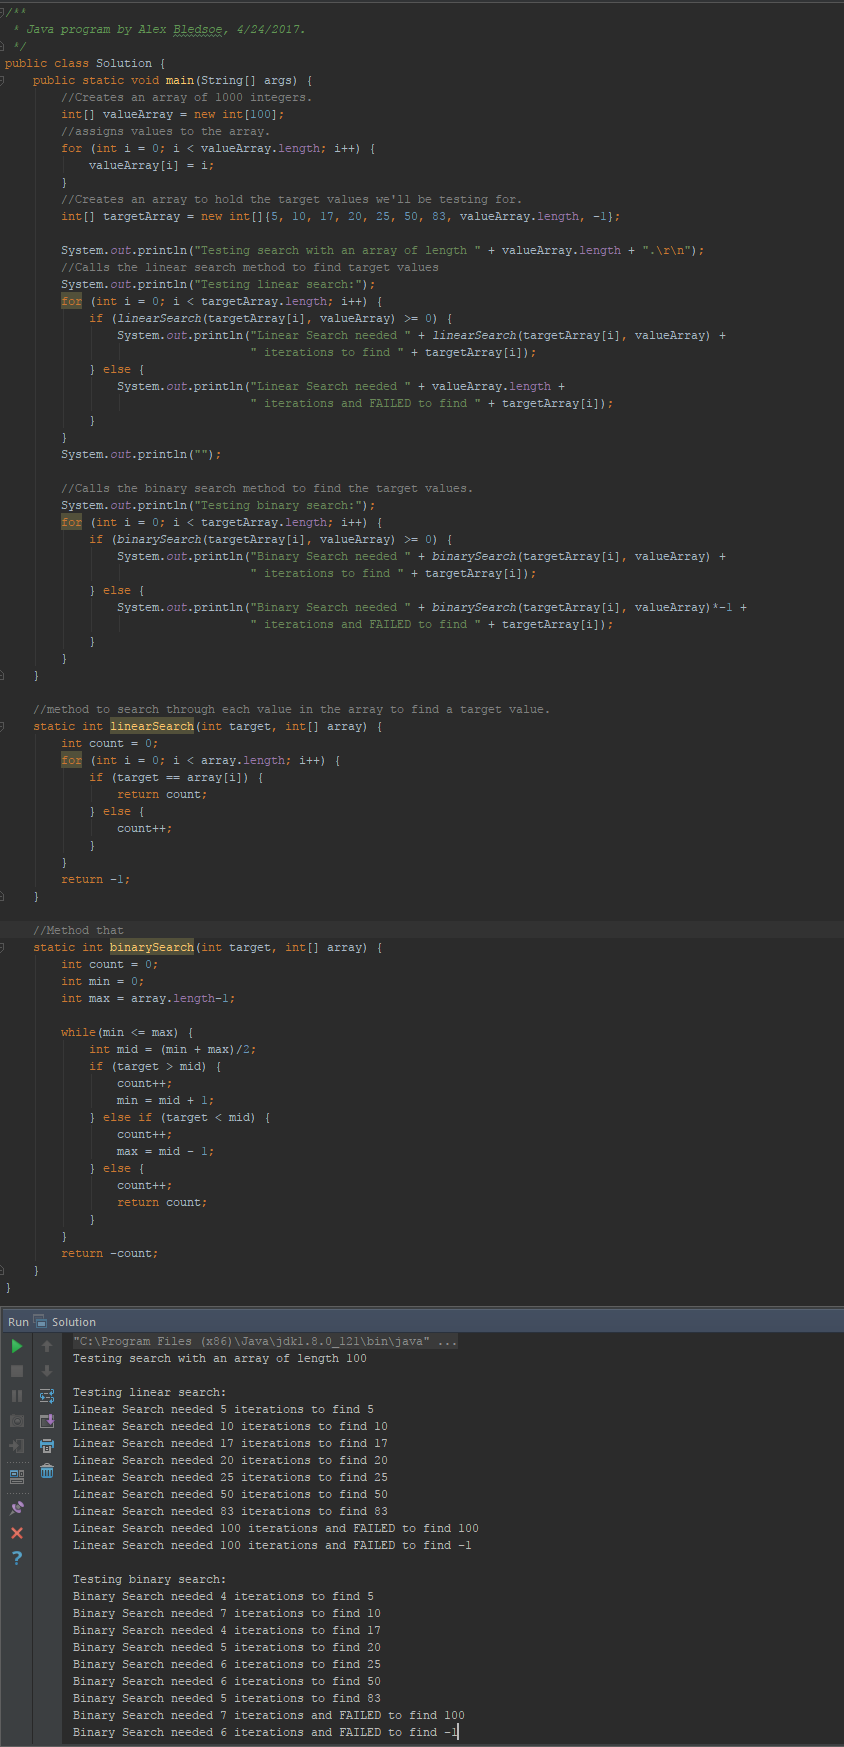 /**
 * Java program by Alex Bledsoe, 4/24/2017.
 */
public class Solution {
    public static void main(String[] args) {
        //Creates an array of 1000 integers.
        int[] valueArray = new int[100];
        //assigns values to the array.
        for (int i = 0; i < valueArray.length; i++) {
            valueArray[i] = i;
        }
        //Creates an array to hold the target values we'll be testing for.
        int[] targetArray = new int[]{5, 10, 17, 20, 25, 50, 83, valueArray.length, -1};

        System.out.println("Testing search with an array of length " + valueArray.length + ".\r\n");
        //Calls the linear search method to find target values
        System.out.println("Testing linear search:");
        for (int i = 0; i < targetArray.length; i++) {
            if (linearSearch(targetArray[i], valueArray) >= 0) {
                System.out.println("Linear Search needed " + linearSearch(targetArray[i], valueArray) +
                                   " iterations to find " + targetArray[i]);
            } else {
                System.out.println("Linear Search needed " + valueArray.length +
                                   " iterations and FAILED to find " + targetArray[i]);
            }
        }
        System.out.println("");

        //Calls the binary search method to find the target values.
        System.out.println("Testing binary search:");
        for (int i = 0; i < targetArray.length; i++) {
            if (binarySearch(targetArray[i], valueArray) >= 0) {
                System.out.println("Binary Search needed " + binarySearch(targetArray[i], valueArray) +
                                   " iterations to find " + targetArray[i]);
            } else {
                System.out.println("Binary Search needed " + binarySearch(targetArray[i], valueArray)*-1 +
                                   " iterations and FAILED to find " + targetArray[i]);
            }
        }
    }

    //method to search through each value in the array to find a target value.
    static int linearSearch(int target, int[] array) {
        int count = 0;
        for (int i = 0; i < array.length; i++) {
            if (target == array[i]) {
                return count;
            } else {
                count++;
            }
        }
        return -1;
    }

    //Method that
    static int binarySearch(int target, int[] array) {
        int count = 0;
        int min = 0;
        int max = array.length-1;

        while(min <= max) {
            int mid = (min + max)/2;
            if (target > mid) {
                count++;
                min = mid + 1;
            } else if (target < mid) {
                count++;
                max = mid - 1;
            } else {
                count++;
                return count;
            }
        }
        return -count;
    }
}
Run Solution
"C:\Program Files (x86)\Java\jdk1.8.0_121\bin\java" ...
Testing search with an array of length 100

Testing linear search:
Linear Search needed 5 iterations to find 5
Linear Search needed 10 iterations to find 10
Linear Search needed 17 iterations to find 17
Linear Search needed 20 iterations to find 20
Linear Search needed 25 iterations to find 25
Linear Search needed 50 iterations to find 50
Linear Search needed 83 iterations to find 83
Linear Search needed 100 iterations and FAILED to find 100
Linear Search needed 100 iterations and FAILED to find -1

Testing binary search:
Binary Search needed 4 iterations to find 5
Binary Search needed 7 iterations to find 10
Binary Search needed 4 iterations to find 17
Binary Search needed 5 iterations to find 20
Binary Search needed 6 iterations to find 25
Binary Search needed 6 iterations to find 50
Binary Search needed 5 iterations to find 83
Binary Search needed 7 iterations and FAILED to find 100
Binary Search needed 6 iterations and FAILED to find -1